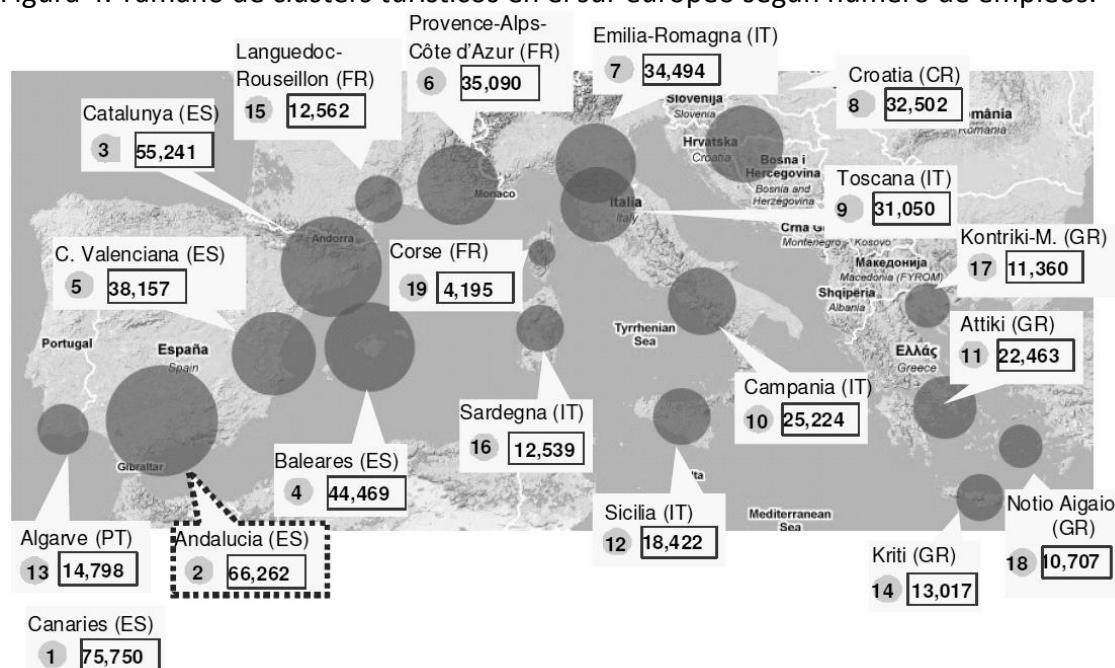 Figura 4. Tamaño de clústers turísticos en el sur europeo según número de empleos.
Provence-Alps-
Côte d'Azur (FR)
6 35,090
Emilia-Romagna (IT)
7 34,494
Languedoc-
Rouseillon (FR)
15 12,562
Croatia (CR)
8 32,502
Catalunya (ES)
3 55,241
Slovenija
Slovenia
România
Romania
Hrvatska
Croatia
Bosna i
Hercegovina
Bosnia and
Herzegovina
Monaco
Italia
Italy
Toscana (IT)
9 31,050
Crna G
Montenegro
Kosovo
Kontriki-M. (GR)
17 11,360
Andorra
C. Valenciana (ES)
5 38,157
Corse (FR)
19 4,195
Македонија
Macedonia (FYROM)
Shqipëria
Albania
Attiki (GR)
11 22,463
Portugal
España
Spain
Tyrrhenian
Sea
Ελλάς
Greece
Campania (IT)
10 25,224
Sardegna (IT)
16 12,539
Gibraltar
Baleares (ES)
4 44,469
lta
Mediterranean
Sea
Sicilia (IT)
12 18,422
Notio Aigaio
(GR)
18 10,707
Algarve (PT)
13 14,798
Andalucia (ES)
2 66,262
Kriti (GR)
14 13,017
Canaries (ES)
1 75,750